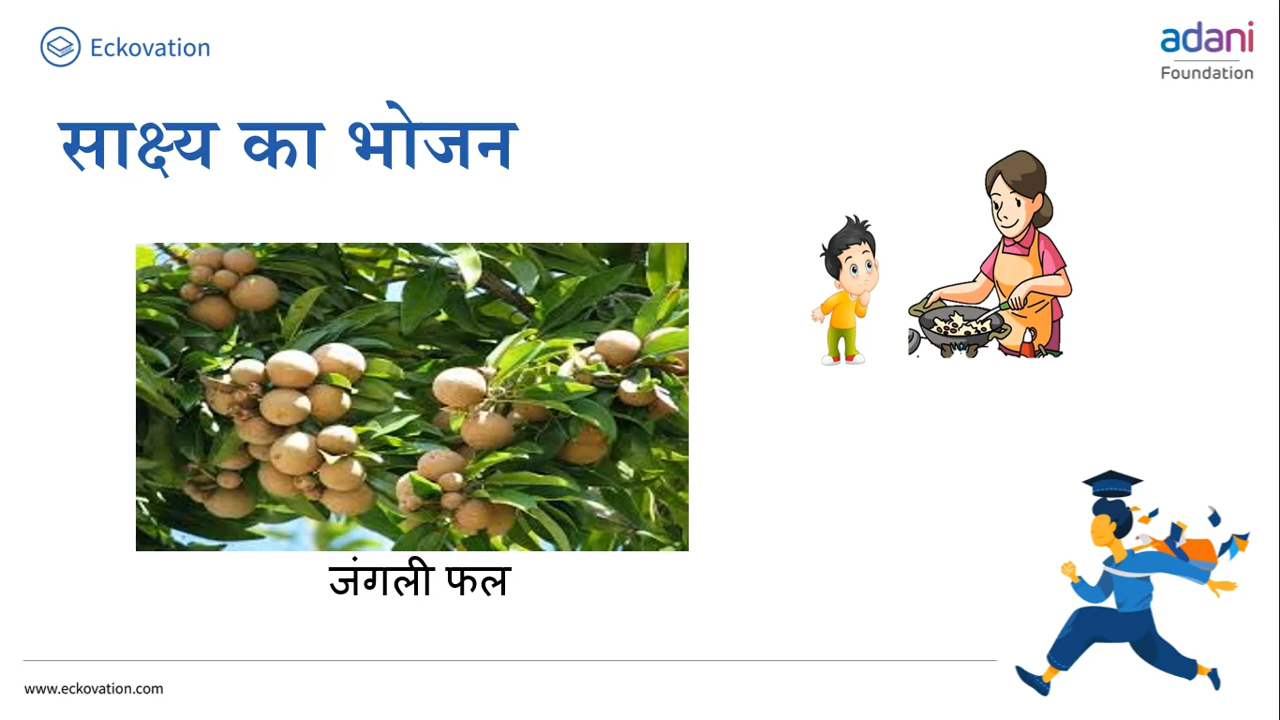 Eckovation
adani
Foundation
साक्ष्य का भोजन
जंगली फल
www.eckovation.com